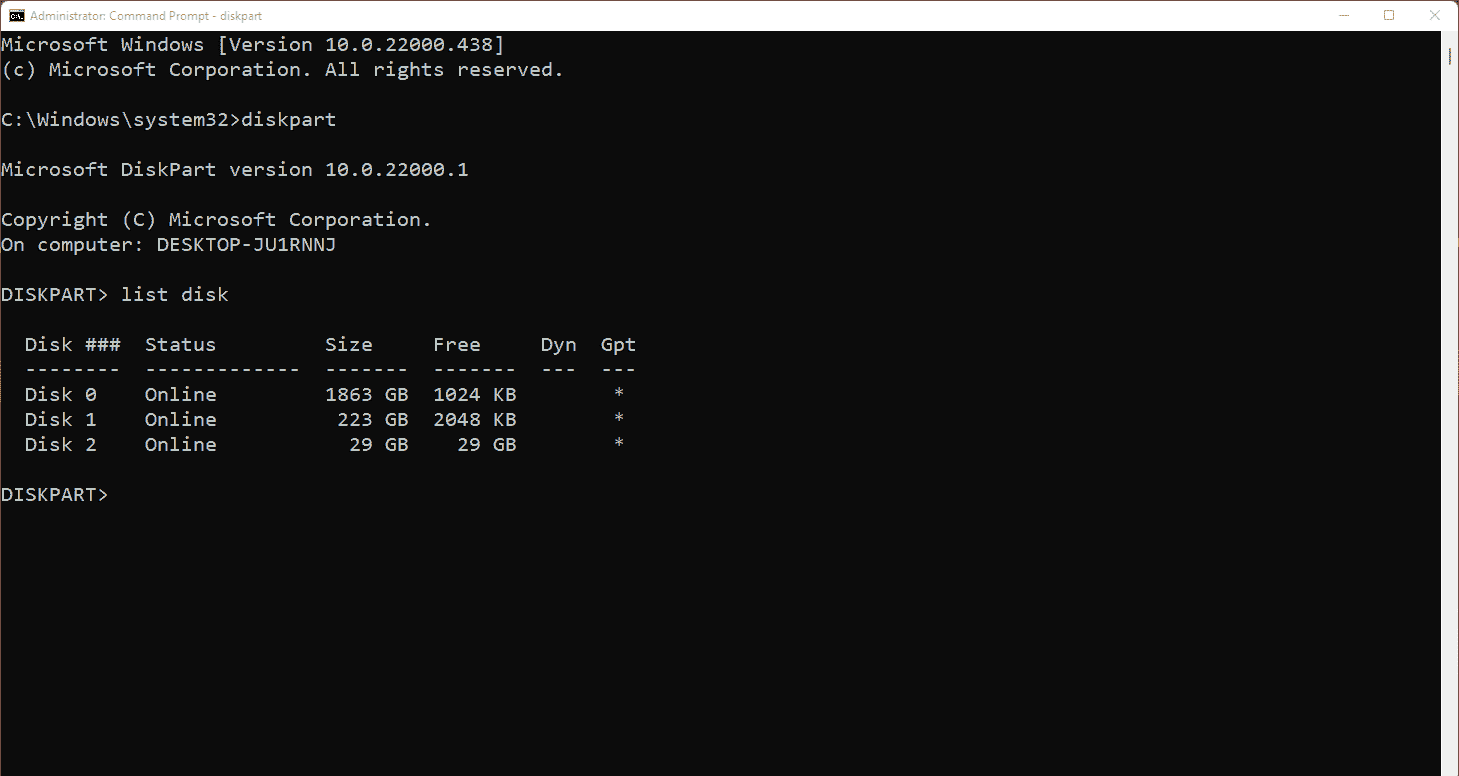 Administrator: Command Prompt - diskpart
Microsoft Windows [Version 10.0.22000.438]
(c) Microsoft Corporation. All rights reserved.
C:\Windows\system32>diskpart
Microsoft DiskPart version 10.0.22000.1
Copyright (C) Microsoft Corporation.
On computer: DESKTOP-JU1RNNJ
DISKPART> list disk
  Disk ###  Status         Size     Free     Dyn  Gpt
  --------  -------------  -------  -------  ---  ---
  Disk 0    Online         1863 GB  1024 KB        *
  Disk 1    Online          223 GB  2048 KB        *
  Disk 2    Online           29 GB    29 GB        *
DISKPART>